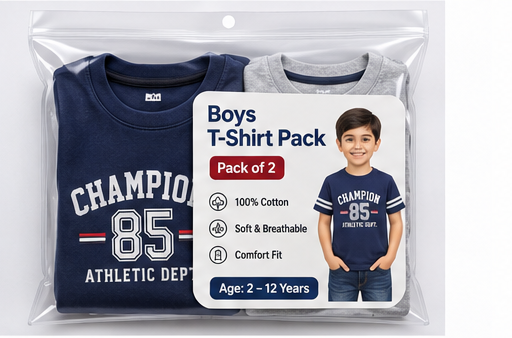 Boys
T-Shirt Pack
Pack of 2
100% Cotton
Soft & Breathable
Comfort Fit
Age: 2 – 12 Years
CHAMPION
85
ATHLETIC DEPT.
CHAMPIO
85
ATHLETIC DEPT